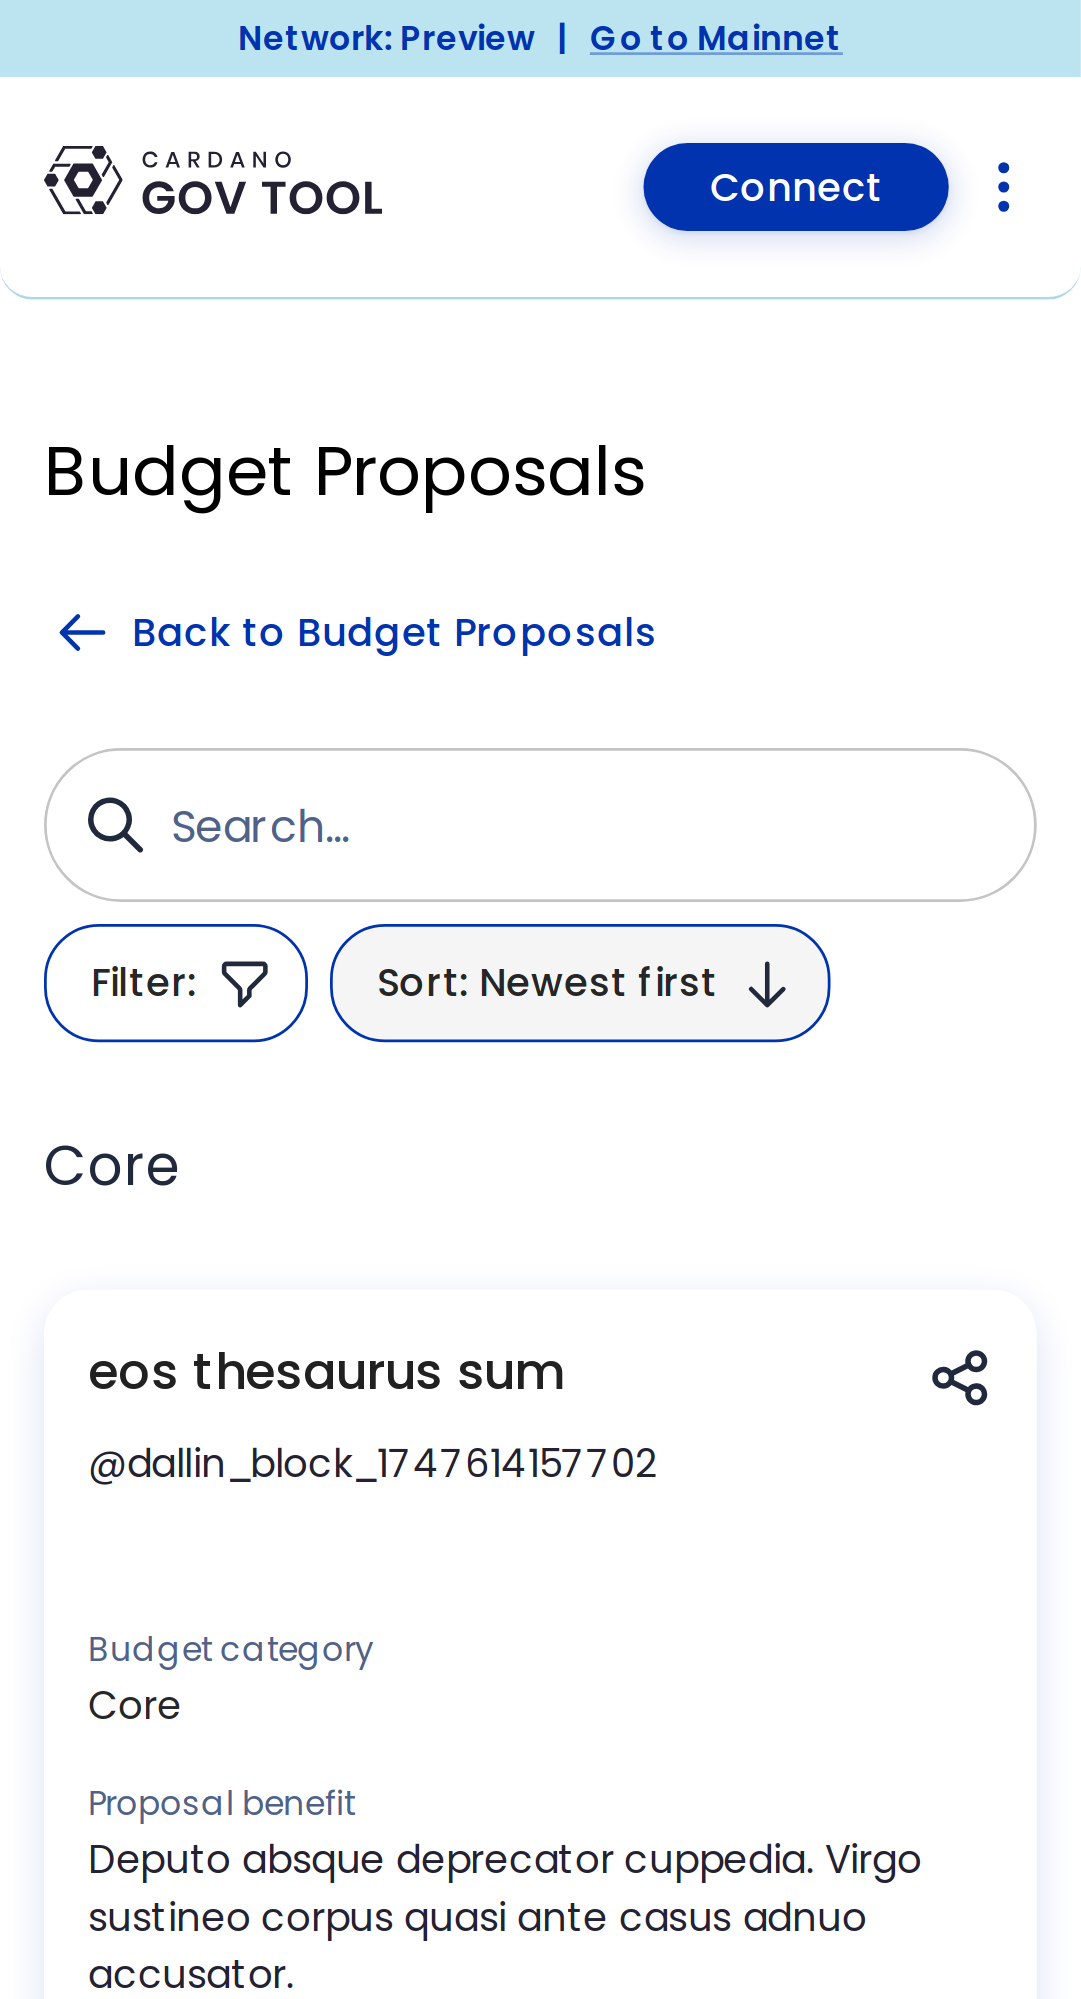 Network: Preview | Go to Mainnet
CARDANO
GOV TOOL
Connect
Budget Proposals
Back to Budget Proposals
Search...
Filter:
Sort: Newest first
Core
eos thesaurus sum
@dallin_block_1747614157702
Budget category
Core
Proposal benefit
Deputo absque deprecator cuppedia. Virgo
sustineo corpus quasi ante casus adnuo
accusator.